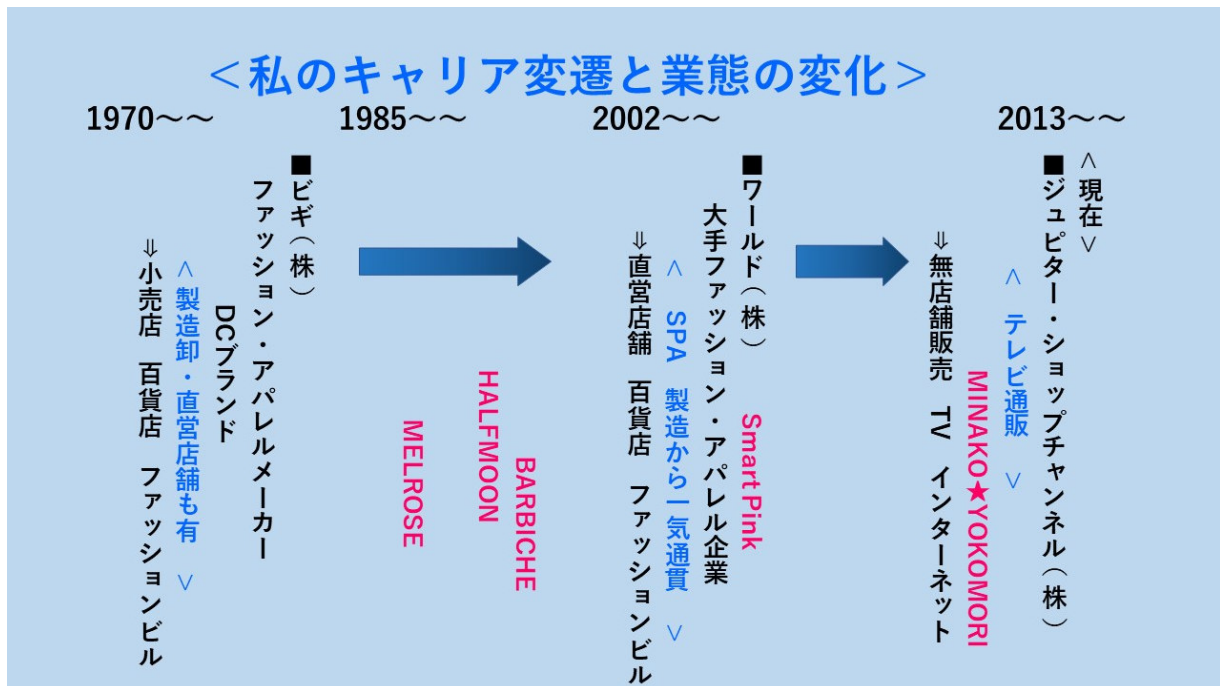 ＜私のキャリア変遷と業態の変化＞
1970～～
1985～～
2002～～
2013～～
■ビギ（株）
ファッション・アパレルメーカー
DCブランド
＜製造卸・直営店舗も有　＞
⇒小売店　百貨店　ファッションビル
BARBICHE
HALFMOON
MELROSE
■ワールド（株）　Smart Pink
大手ファッション・アパレル企業
＜　SPA　製造から一気通貫　＞
⇒直営店舗　百貨店　ファッションビル
＜現在＞
■ジュピター・ショップチャンネル（株）
＜　テレビ通販　＞
MINAKO★YOKOMORI
⇒無店舗販売　TV　インターネット